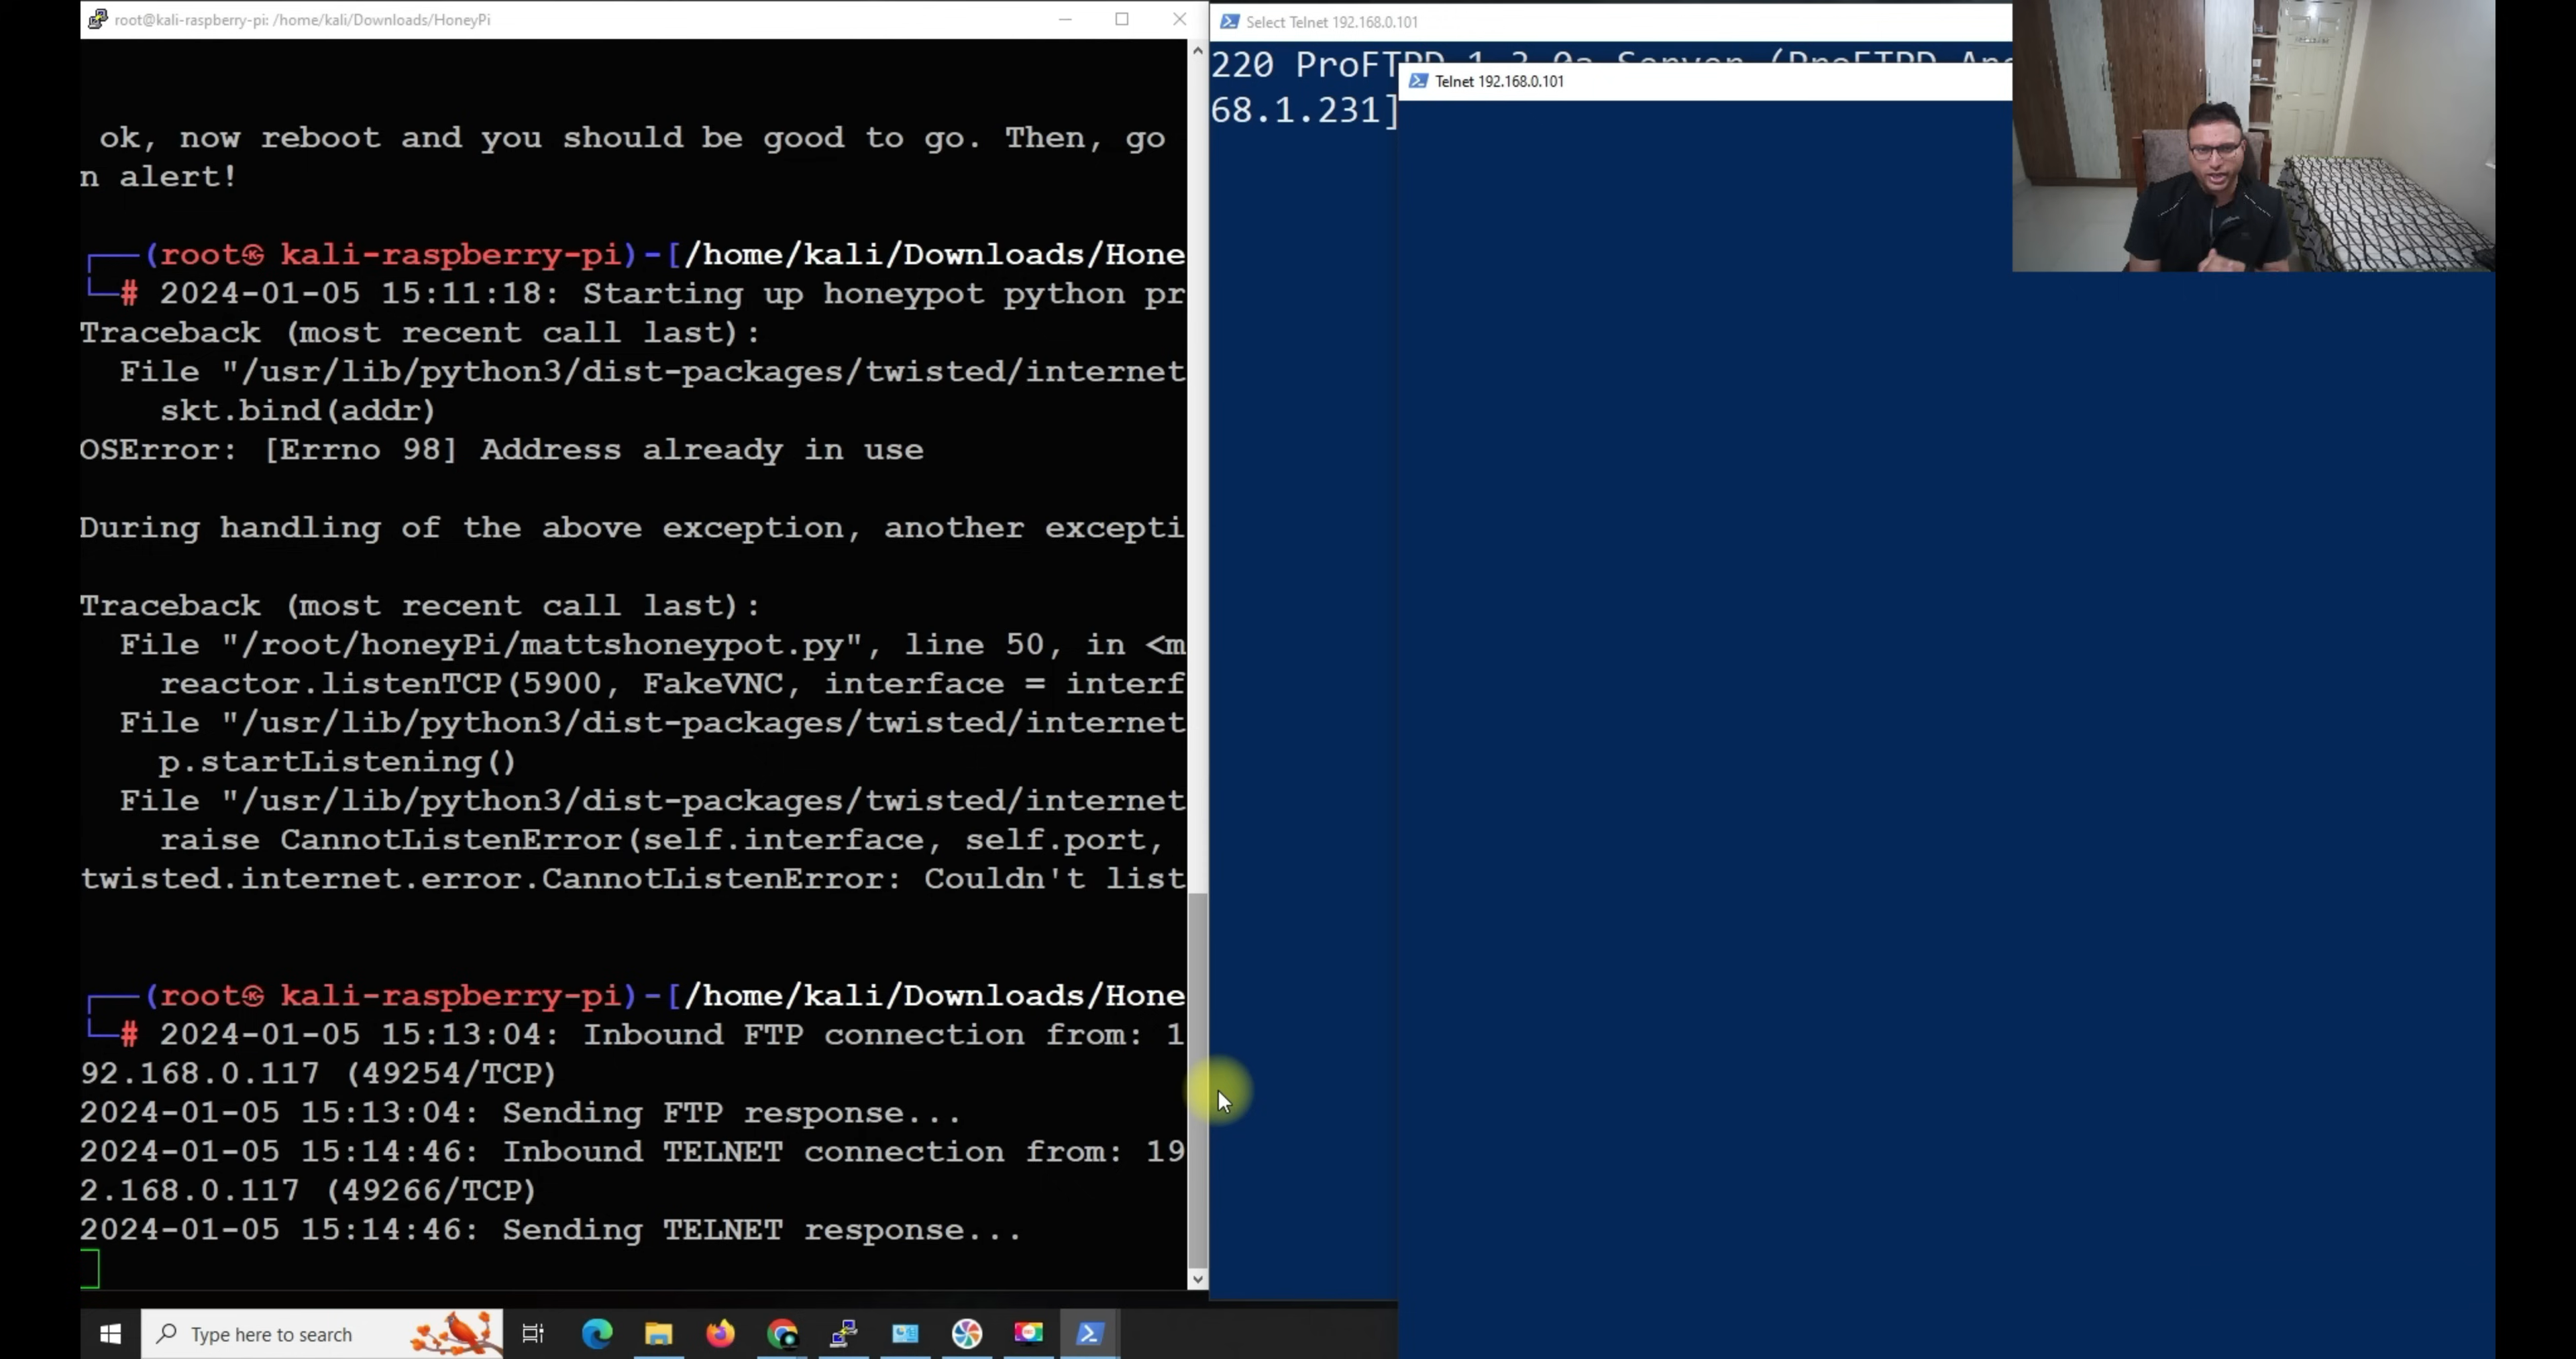 root@kali-raspberry-pi: /home/kali/Downloads/HoneyPi
ok, now reboot and you should be good to go. Then, go
n alert!
(root㉿kali-raspberry-pi)-[/home/kali/Downloads/Hone
# 2024-01-05 15:11:18: Starting up honeypot python pr
Traceback (most recent call last):
File "/usr/lib/python3/dist-packages/twisted/internet
skt.bind(addr)
OSError: [Errno 98] Address already in use
During handling of the above exception, another excepti
Traceback (most recent call last):
File "/root/honeyPi/mattshoneypot.py", line 50, in <m
reactor.listenTCP(5900, FakeVNC, interface = interf
File "/usr/lib/python3/dist-packages/twisted/internet
p.startListening()
File "/usr/lib/python3/dist-packages/twisted/internet
raise CannotListenError(self.interface, self.port,
twisted.internet.error.CannotListenError: Couldn't list
(root㉿kali-raspberry-pi)-[/home/kali/Downloads/Hone
# 2024-01-05 15:13:04: Inbound FTP connection from: 1
92.168.0.117 (49254/TCP)
2024-01-05 15:13:04: Sending FTP response...
2024-01-05 15:14:46: Inbound TELNET connection from: 19
2.168.0.117 (49266/TCP)
2024-01-05 15:14:46: Sending TELNET response...
Select Telnet 192.168.0.101
220 ProFTPD 1.3.0a Server (ProFTPD An
68.1.231]
Telnet 192.168.0.101
Type here to search